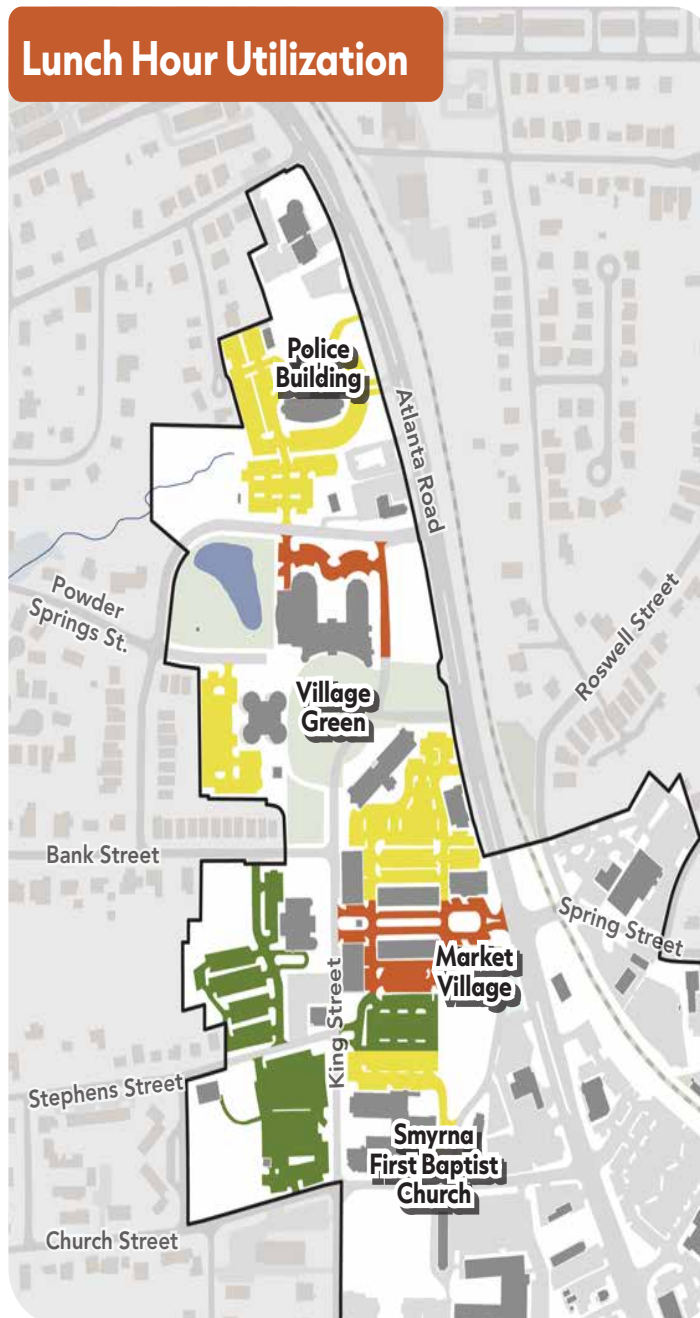 Lunch Hour Utilization
Police
Building
Atlanta Road
Powder
Springs St.
Roswell Street
Village
Green
Bank Street
Spring Street
Market
Village
King Street
Stephens Street
Smyrna
First Baptist
Church
Church Street